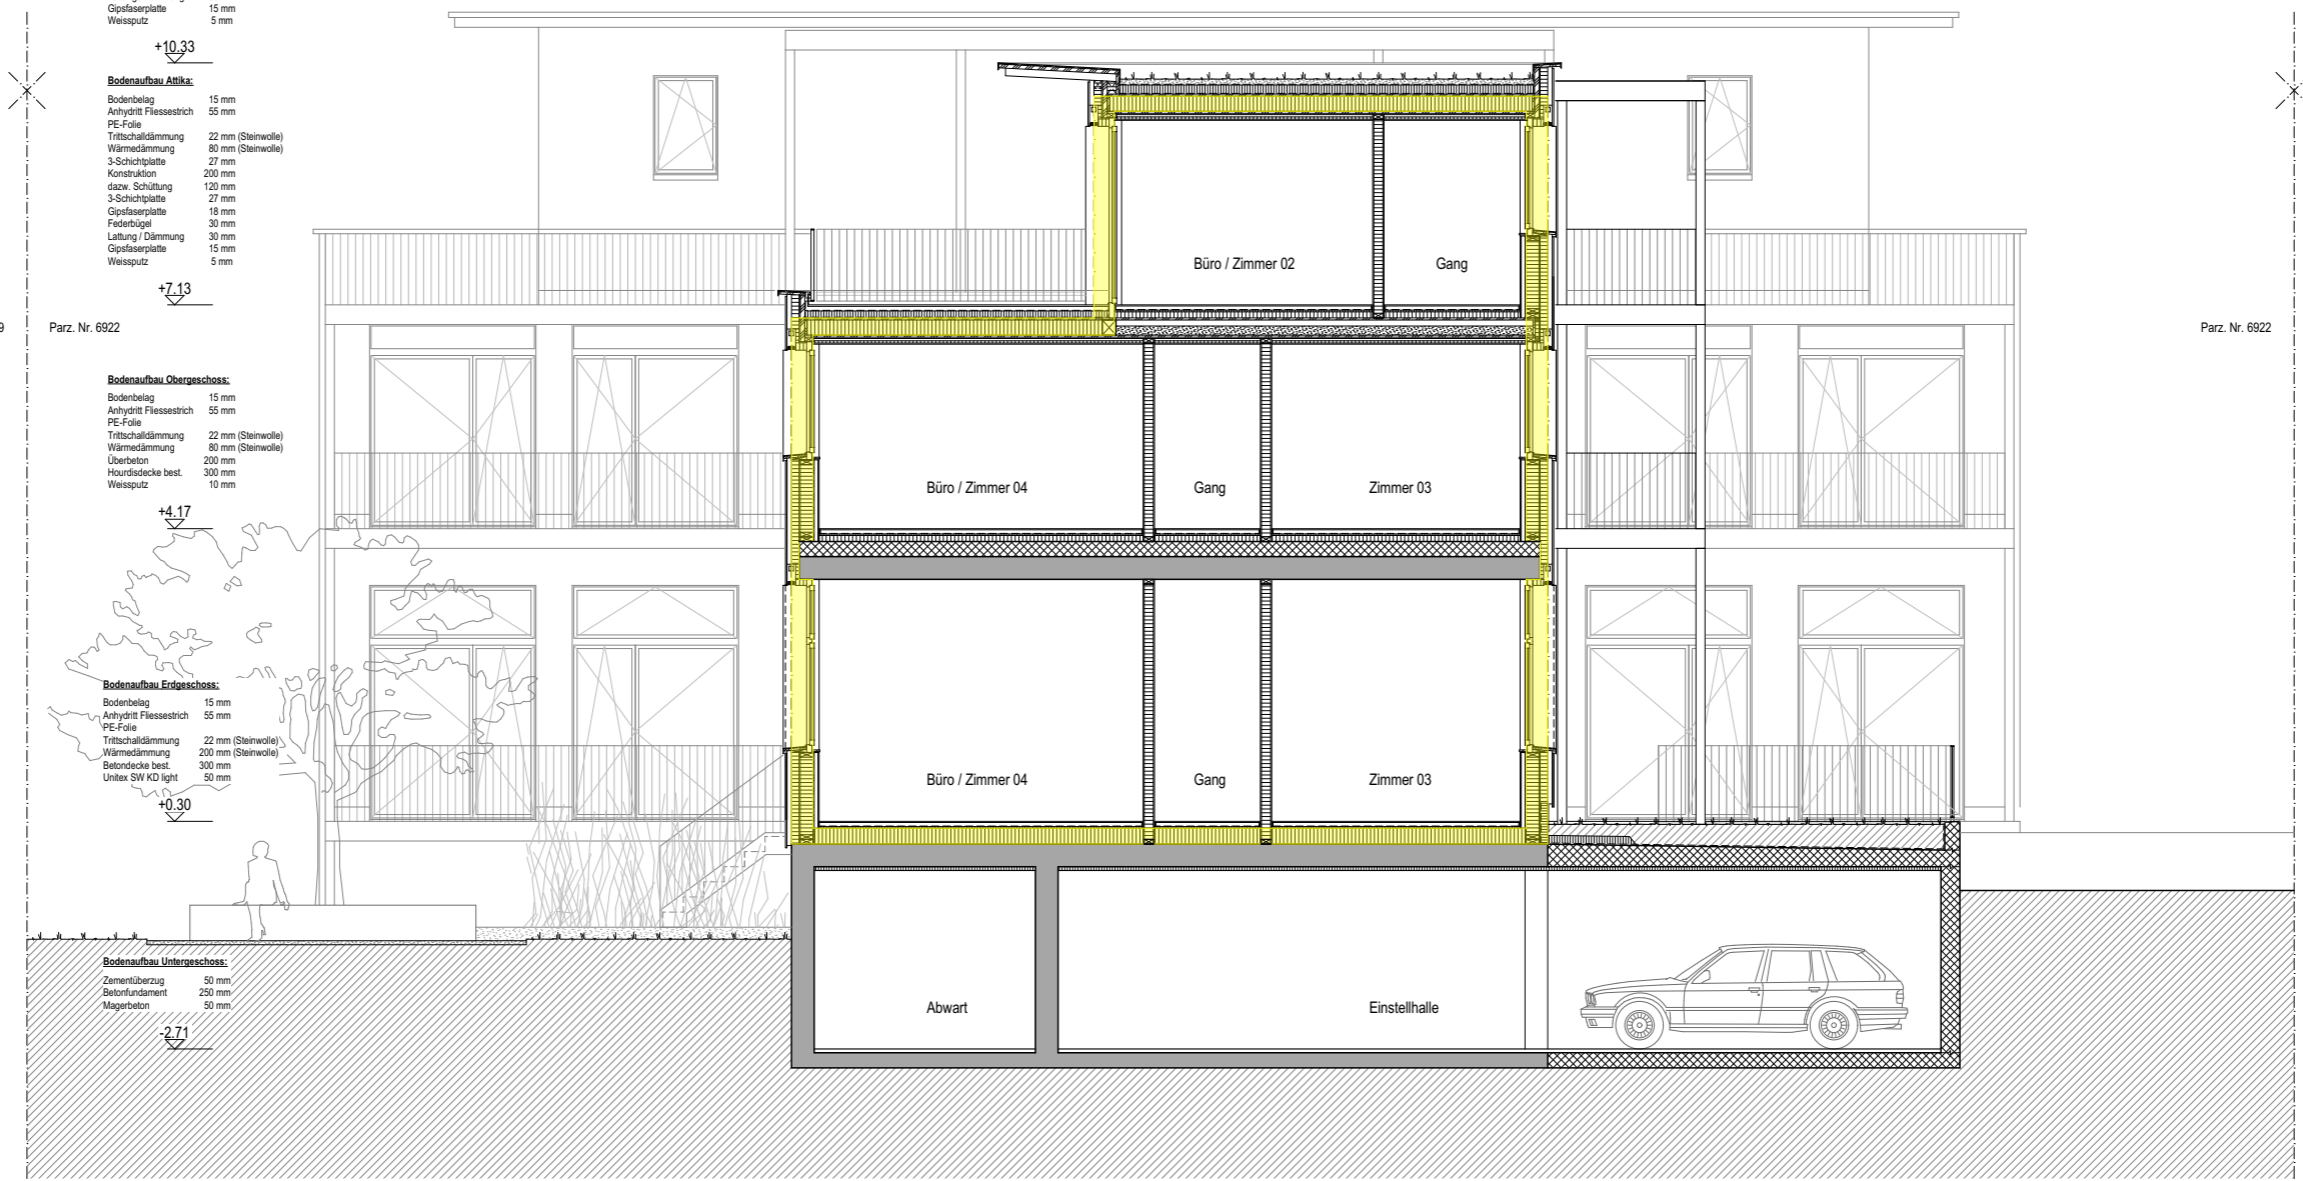 Gipsfaserplatte 15 mm
Weissputz 5 mm
+10.33
Bodenaufbau Attika:
Bodenbelag 15 mm
Anhydritt Fliessestrich 55 mm
PE-Folie
Trittschalldämmung 22 mm (Steinwolle)
Wärmedämmung 80 mm (Steinwolle)
3-Schichtplatte 27 mm
Konstruktion 200 mm
dazw. Schüttung 120 mm
3-Schichtplatte 27 mm
Gipsfaserplatte 18 mm
Federbügel 30 mm
Lattung / Dämmung 30 mm
Gipsfaserplatte 15 mm
Weissputz 5 mm
+7.13
9 Parz. Nr. 6922
Parz. Nr. 6922
Büro / Zimmer 02
Gang
Bodenaufbau Obergeschoss:
Bodenbelag 15 mm
Anhydritt Fliessestrich 55 mm
PE-Folie
Trittschalldämmung 22 mm (Steinwolle)
Wärmedämmung 80 mm (Steinwolle)
Überbeton 200 mm
Hourdisdecke best. 300 mm
Weissputz 10 mm
+4.17
Büro / Zimmer 04
Gang
Zimmer 03
Bodenaufbau Erdgeschoss:
Bodenbelag 15 mm
Anhydritt Fliessestrich 55 mm
PE-Folie
Trittschalldämmung 22 mm (Steinwolle)
Wärmedämmung 200 mm (Steinwolle)
Betondecke best. 300 mm
Unitex SW KD light 50 mm
+0.30
Büro / Zimmer 04
Gang
Zimmer 03
Bodenaufbau Untergeschoss:
Zementüberzug 50 mm
Betonfundament 250 mm
Magerbeton 50 mm
-2.71
Abwart
Einstellhalle